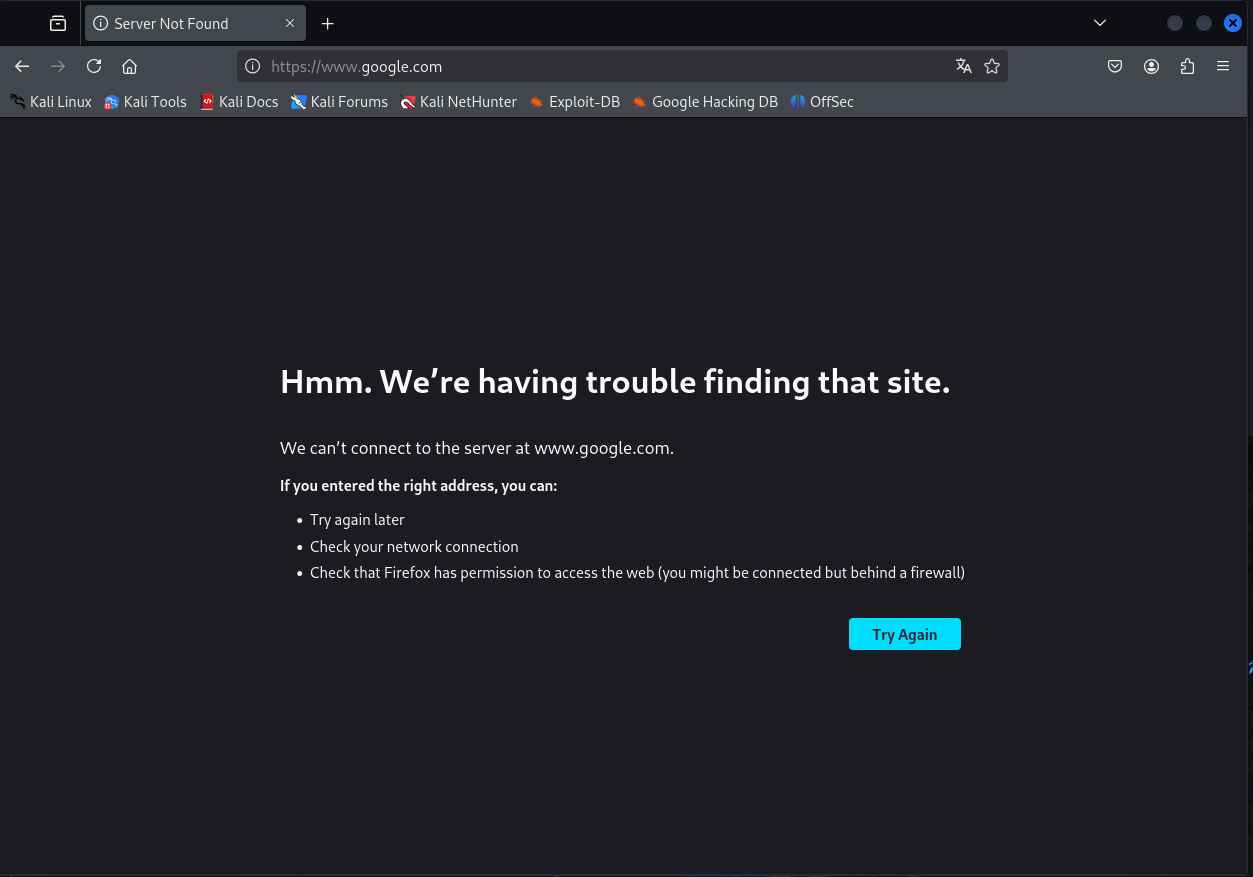 Server Not Found
https://www.google.com
Kali Linux Kali Tools Kali Docs Kali Forums Kali NetHunter Exploit-DB Google Hacking DB OffSec
Hmm. We’re having trouble finding that site.
We can’t connect to the server at www.google.com.
If you entered the right address, you can:
Try again later
Check your network connection
Check that Firefox has permission to access the web (you might be connected but behind a firewall)
Try Again